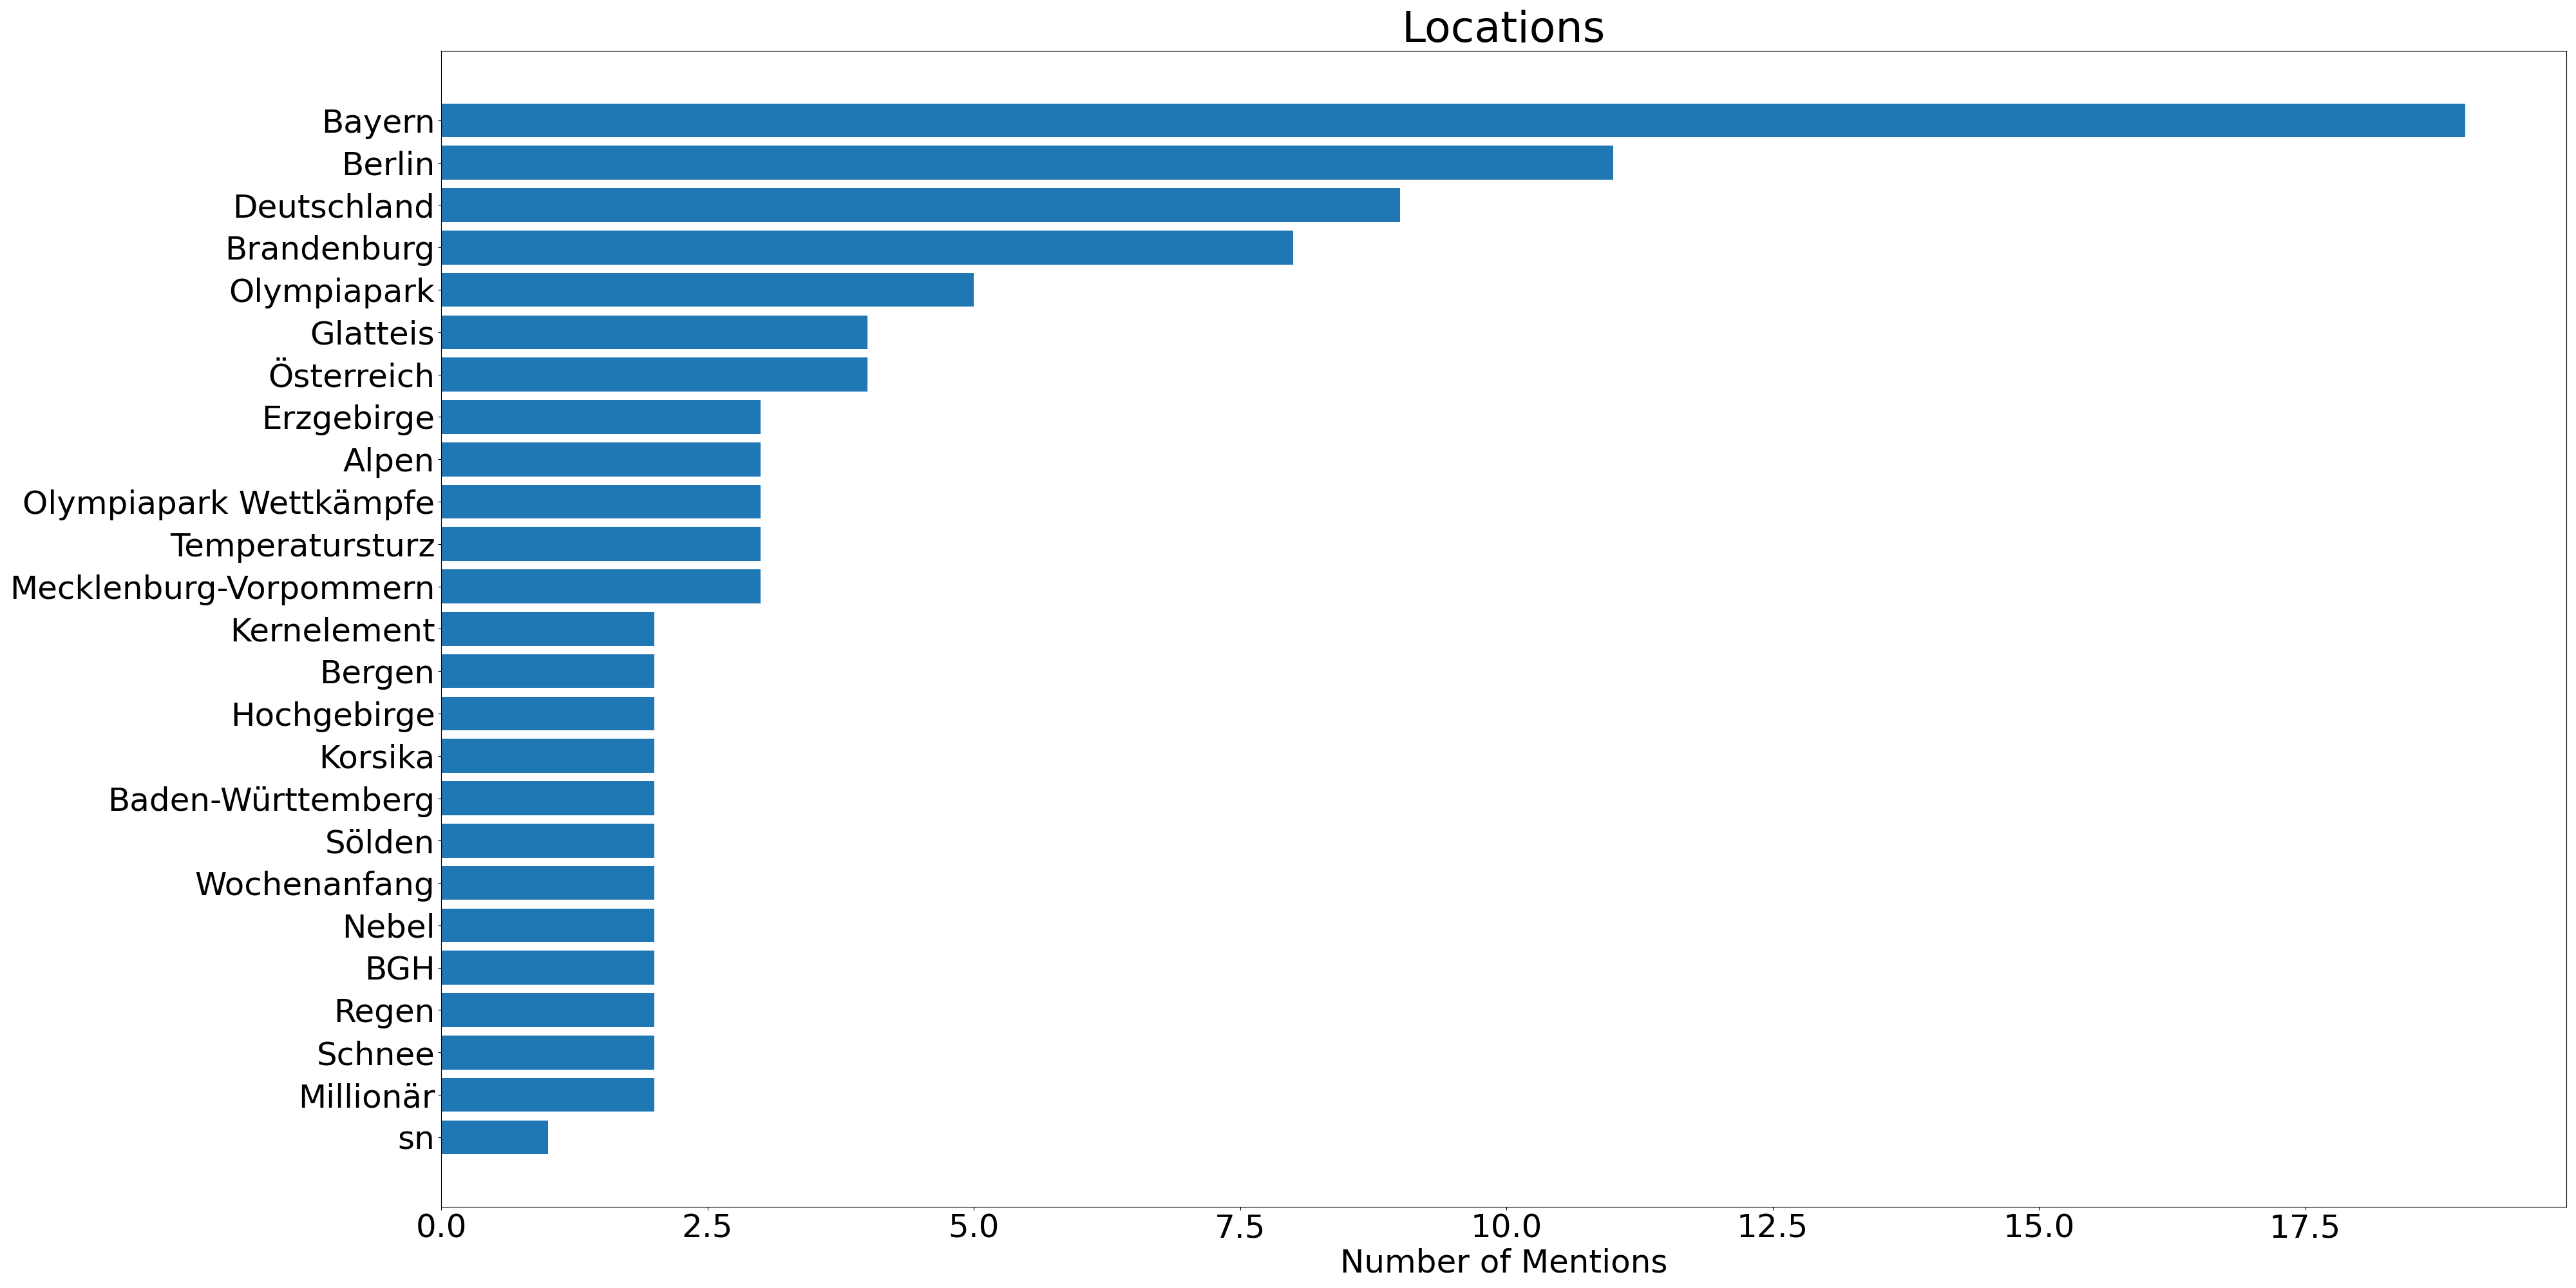 Locations
Bayern
Berlin
Deutschland
Brandenburg
Olympiapark
Glatteis
Österreich
Erzgebirge
Alpen
Olympiapark Wettkämpfe
Temperatursturz
Mecklenburg-Vorpommern
Kernelement
Bergen
Hochgebirge
Korsika
Baden-Württemberg
Sölden
Wochenanfang
Nebel
BGH
Regen
Schnee
Millionär
sn
0.0 2.5 5.0 7.5 10.0 12.5 15.0 17.5
Number of Mentions